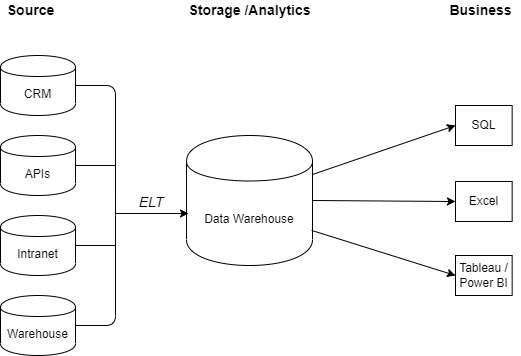 Source
Storage /Analytics
Business
CRM
APIs
Intranet
Warehouse
ELT
Data Warehouse
SQL
Excel
Tableau /
Power BI